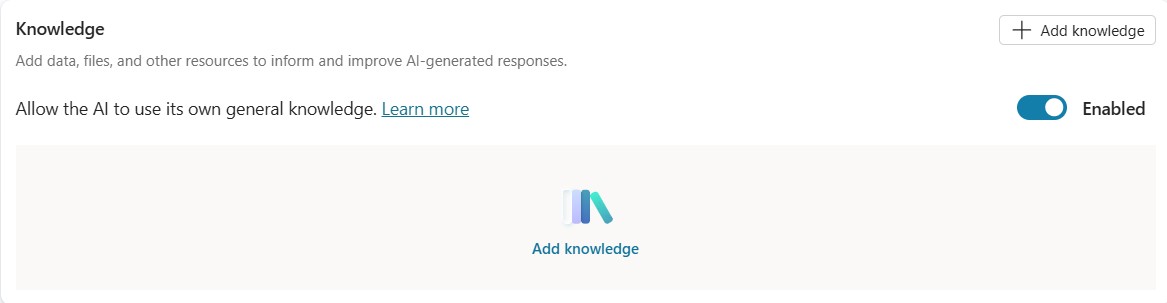 Knowledge
Add knowledge
Add data, files, and other resources to inform and improve AI-generated responses.
Allow the AI to use its own general knowledge. Learn more
Enabled
Add knowledge